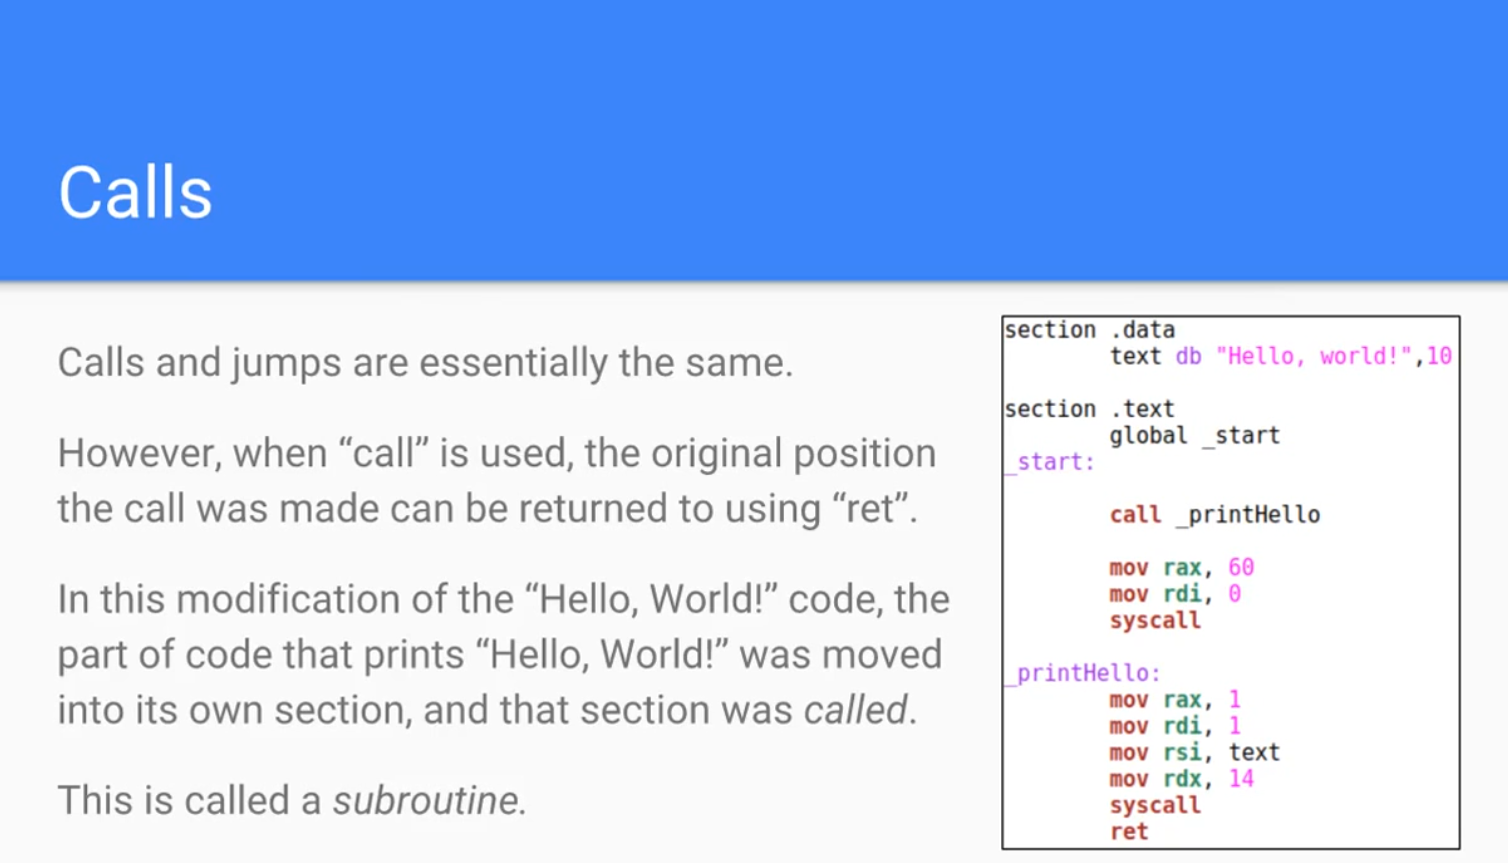 Calls
Calls and jumps are essentially the same.
However, when “call” is used, the original position
the call was made can be returned to using “ret”.
In this modification of the “Hello, World!” code, the
part of code that prints “Hello, World!” was moved
into its own section, and that section was called.
This is called a subroutine.
section .data
        text db "Hello, world!",10
section .text
        global _start
_start:
        call _printHello
        mov rax, 60
        mov rdi, 0
        syscall
_printHello:
        mov rax, 1
        mov rdi, 1
        mov rsi, text
        mov rdx, 14
        syscall
        ret